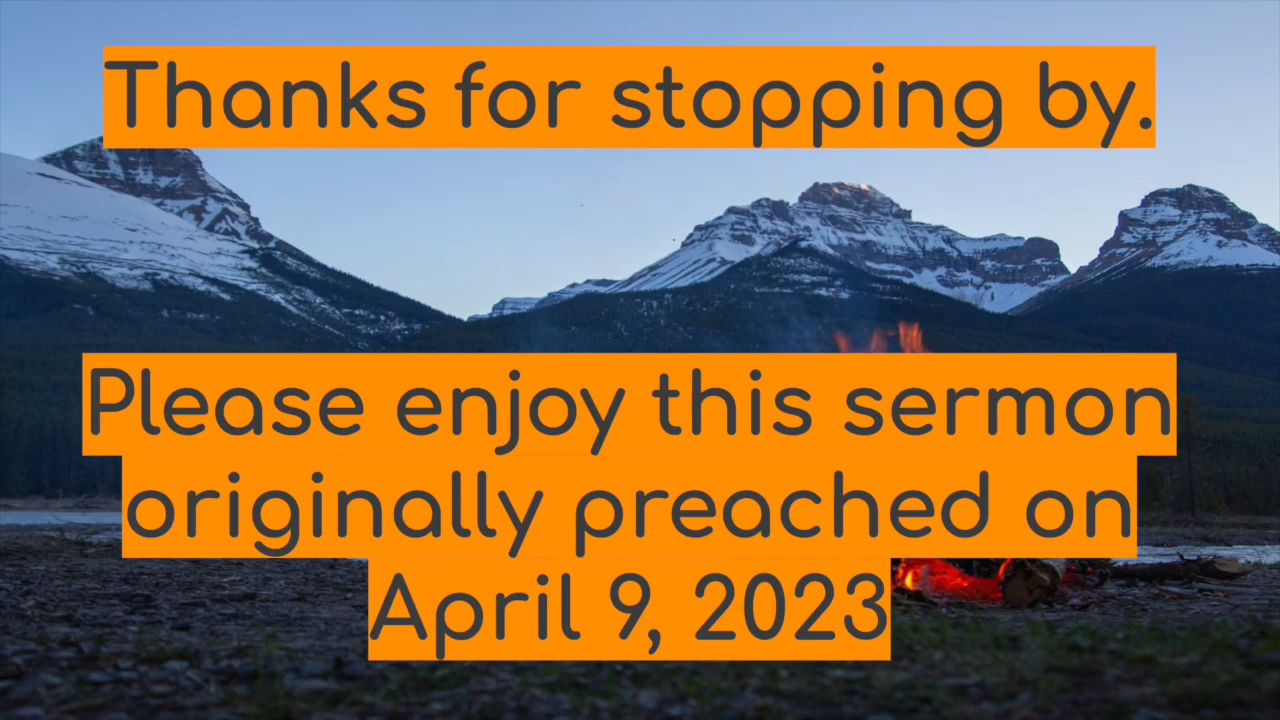 Thanks for stopping by.
Please enjoy this sermon
originally preached on
April 9, 2023